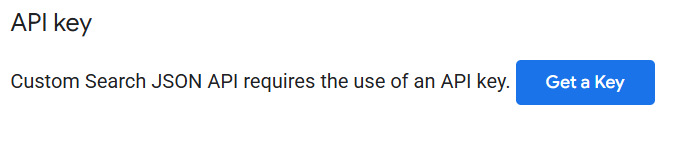 API key
Custom Search JSON API requires the use of an API key. Get a Key